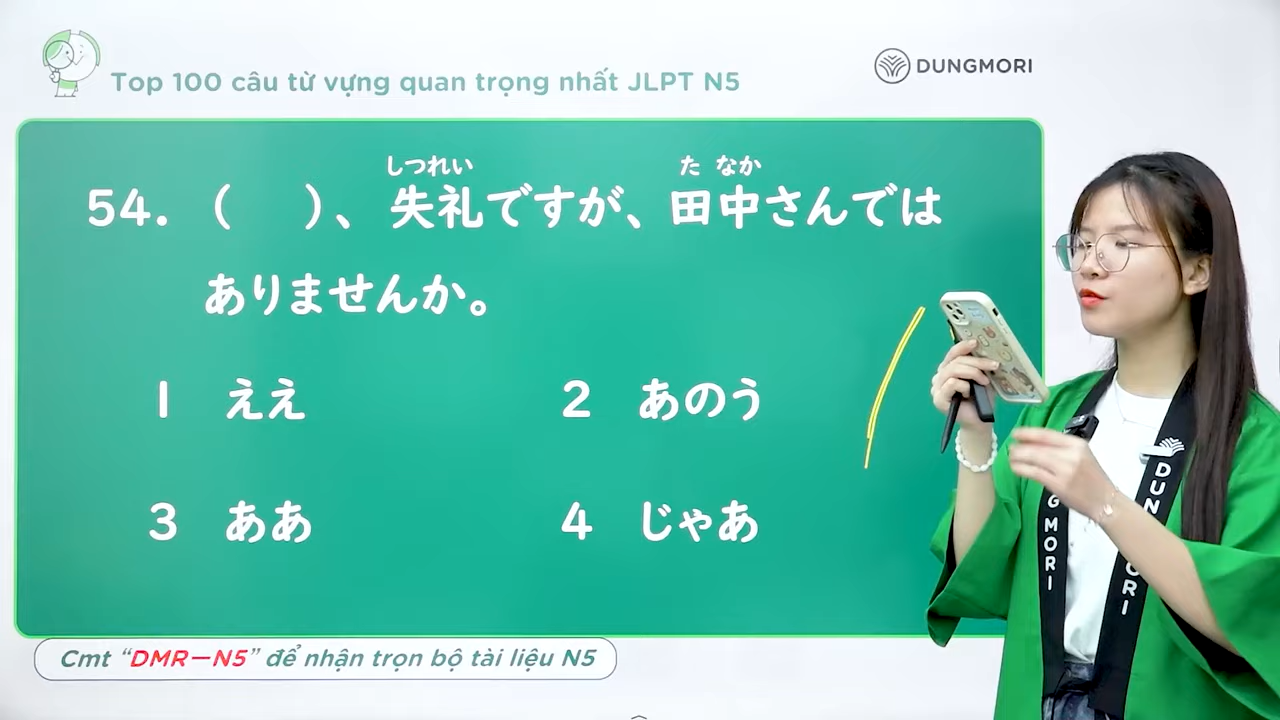 Top 100 câu từ vựng quan trọng nhất JLPT N5
DUNGMORI
しつれい たなか
54. ( )、失礼ですが、田中さんでは
ありませんか。
1 ええ
2 あのう
3 ああ
4 じゃあ
Cmt “DMR-N5” để nhận trọn bộ tài liệu N5
G MORI
DUNGMORI